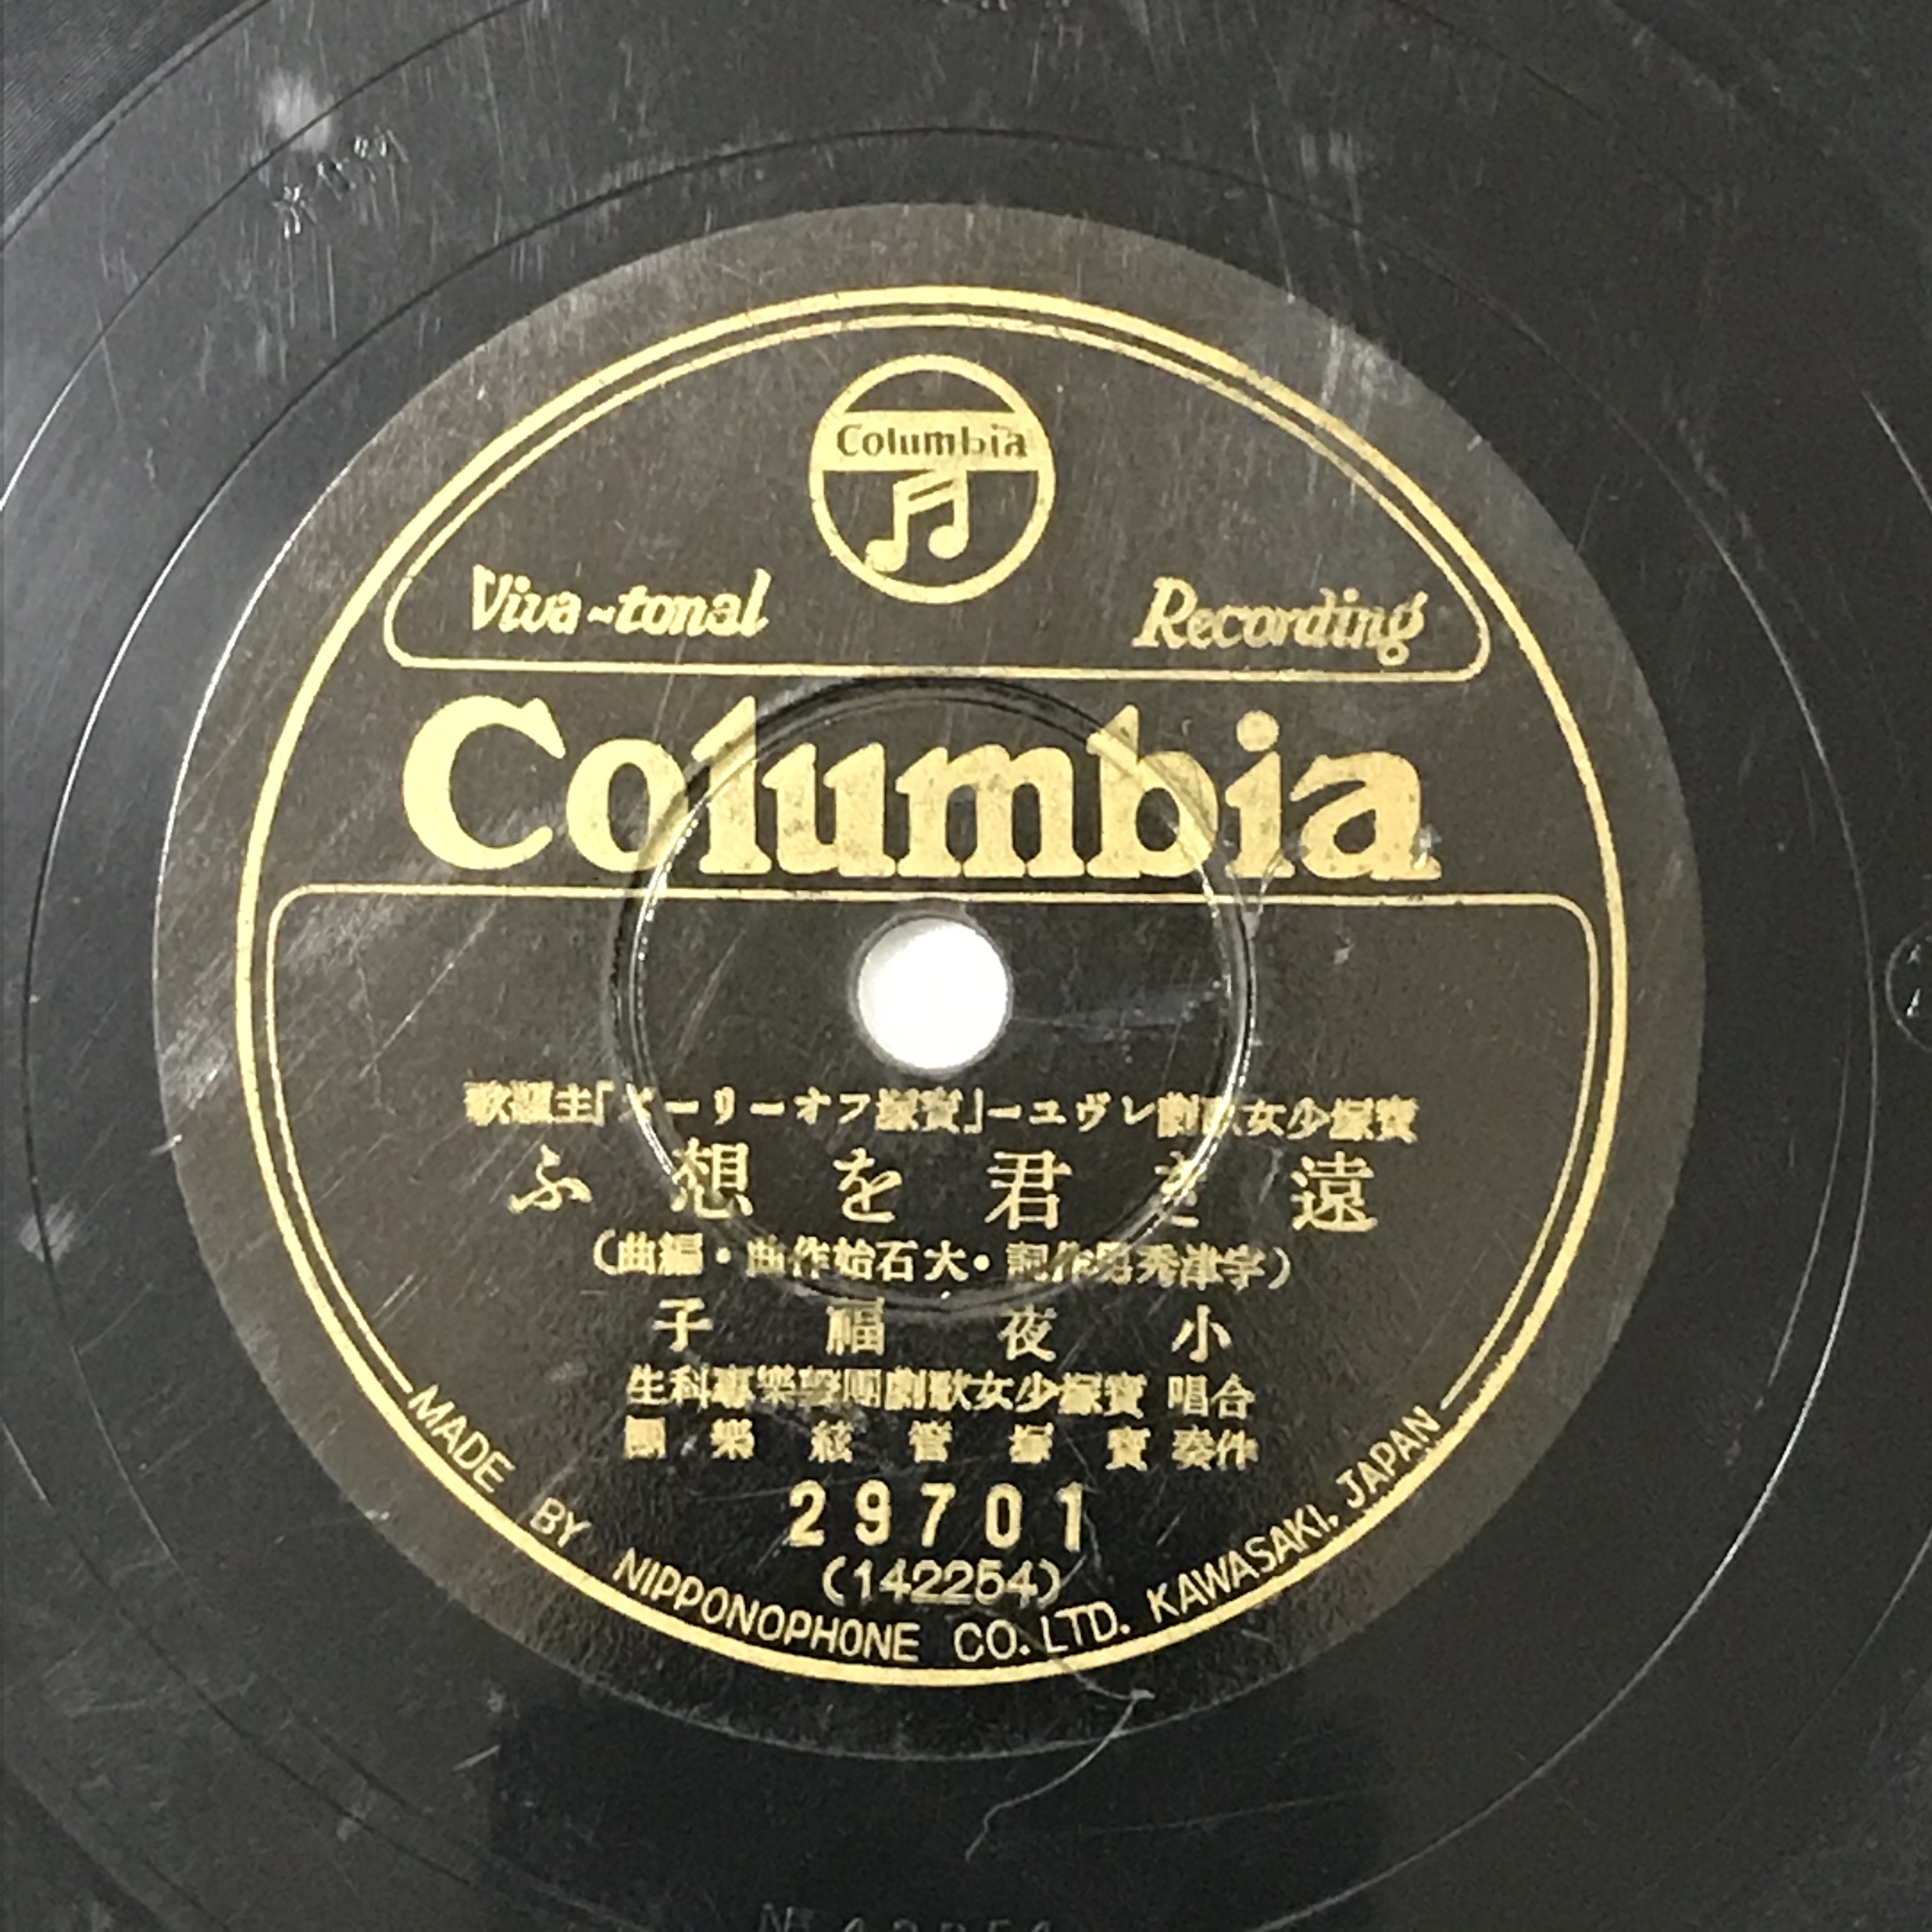 Columbia
Viva-tonal Recording
Columbia
寶塚少女歌劇レヴユー「寶塚フオーリーズ」主題歌
遠き君を想ふ
(宇津秀男作詞・大石始作曲・編曲)
小夜福子
合唱 寶塚少女歌劇團聲樂專科生
伴奏 寶塚管絃樂團
29701
(142254)
MADE BY NIPPONOPHONE CO. LTD. KAWASAKI, JAPAN